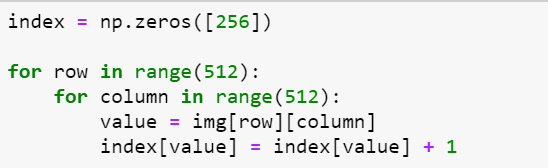 index = np.zeros([256])
for row in range(512):
    for column in range(512):
        value = img[row][column]
        index[value] = index[value] + 1